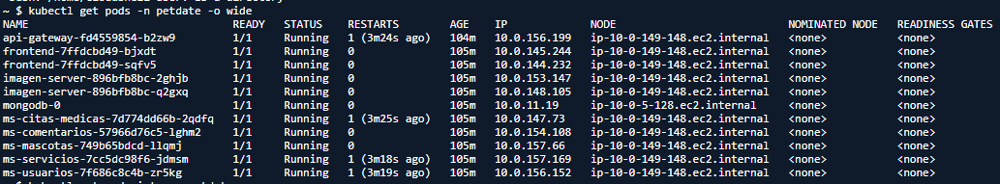 ~ $ kubectl get pods -n petdate -o wide
NAME READY STATUS RESTARTS AGE IP NODE NOMINATED NODE READINESS GATES
api-gateway-fd4559854-b2zw9 1/1 Running 1 (3m24s ago) 104m 10.0.156.199 ip-10-0-149-148.ec2.internal <none> <none>
frontend-7ffdcbd49-bjxdt 1/1 Running 0 105m 10.0.145.244 ip-10-0-149-148.ec2.internal <none> <none>
frontend-7ffdcbd49-sqfv5 1/1 Running 0 105m 10.0.144.232 ip-10-0-149-148.ec2.internal <none> <none>
imagen-server-896bfb8bc-2ghjb 1/1 Running 0 105m 10.0.153.147 ip-10-0-149-148.ec2.internal <none> <none>
imagen-server-896bfb8bc-q2gxq 1/1 Running 0 105m 10.0.148.105 ip-10-0-149-148.ec2.internal <none> <none>
mongodb-0 1/1 Running 0 105m 10.0.11.19 ip-10-0-5-128.ec2.internal <none> <none>
ms-citas-medicas-7d774dd66b-2qdfq 1/1 Running 1 (3m25s ago) 105m 10.0.147.73 ip-10-0-149-148.ec2.internal <none> <none>
ms-comentarios-57966d76c5-lghm2 1/1 Running 0 105m 10.0.154.108 ip-10-0-149-148.ec2.internal <none> <none>
ms-mascotas-749b65bdcd-llqmj 1/1 Running 0 105m 10.0.157.66 ip-10-0-149-148.ec2.internal <none> <none>
ms-servicios-7cc5dc98f6-jdmsm 1/1 Running 1 (3m18s ago) 105m 10.0.157.169 ip-10-0-149-148.ec2.internal <none> <none>
ms-usuarios-7f686c8c4b-zr5kg 1/1 Running 1 (3m19s ago) 105m 10.0.156.152 ip-10-0-149-148.ec2.internal <none> <none>